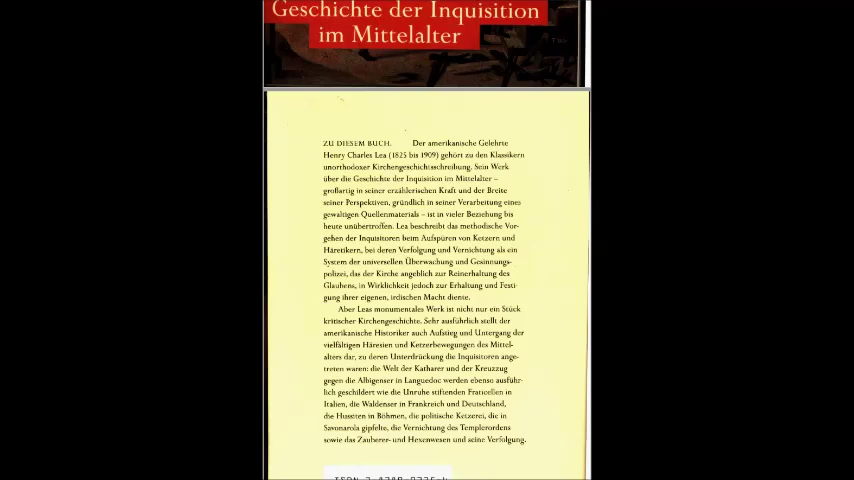 Geschichte der Inquisition
im Mittelalter
ZU DIESEM BUCH. Der amerikanische Gelehrte
Henry Charles Lea (1825 bis 1909) gehört zu den Klassikern
unorthodoxer Kirchengeschichtsschreibung. Sein Werk
über die Geschichte der Inquisition im Mittelalter –
großartig in seiner erzählerischen Kraft und der Breite
seiner Perspektiven, gründlich in seiner Verarbeitung eines
gewaltigen Quellenmaterials – ist in vieler Beziehung bis
heute unübertroffen. Lea beschreibt das methodische Vor-
gehen der Inquisitoren beim Aufspüren von Ketzern und
Häretikern, bei deren Verfolgung und Vernichtung als ein
System der universellen Überwachung und Gesinnungs-
polizei, das der Kirche angeblich zur Reinerhaltung des
Glaubens, in Wirklichkeit jedoch zur Erhaltung und Festi-
gung ihrer eigenen, irdischen Macht diente.
Aber Leas monumentales Werk ist nicht nur ein Stück
kritischer Kirchengeschichte. Sehr ausführlich stellt der
amerikanische Historiker auch Aufstieg und Untergang der
vielfältigen Häresien und Ketzerbewegungen des Mittel-
alters dar, zu deren Unterdrückung die Inquisitoren ange-
treten waren: die Welt der Katharer und der Kreuzzug
gegen die Albigenser in Languedoc werden ebenso ausführ-
lich geschildert wie die Unruhe stiftenden Fraticellen in
Italien, die Waldenser in Frankreich und Deutschland,
die Hussiten in Böhmen, die politische Ketzerei, die in
Savonarola gipfelte, die Vernichtung des Templerordens
sowie das Zauberer- und Hexenwesen und seine Verfolgung.
ISBN